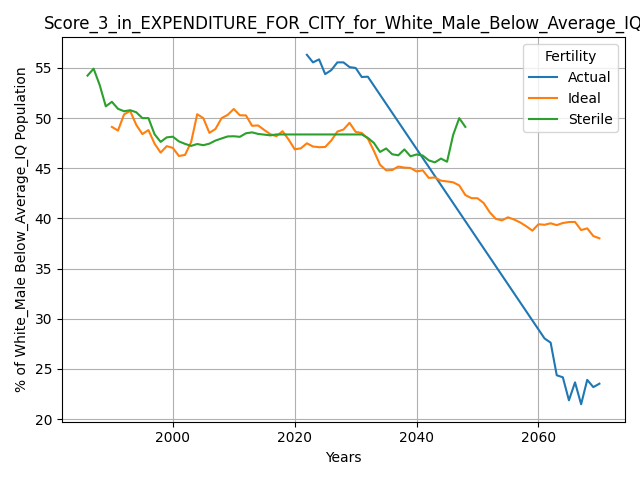 Score_3_in_EXPENDITURE_FOR_CITY_for_White_Male_Below_Average_IQ
% of White_Male Below_Average_IQ Population
55
50
45
40
35
30
25
20
Fertility
Actual
Ideal
Sterile
2000
2020
2040
2060
Years